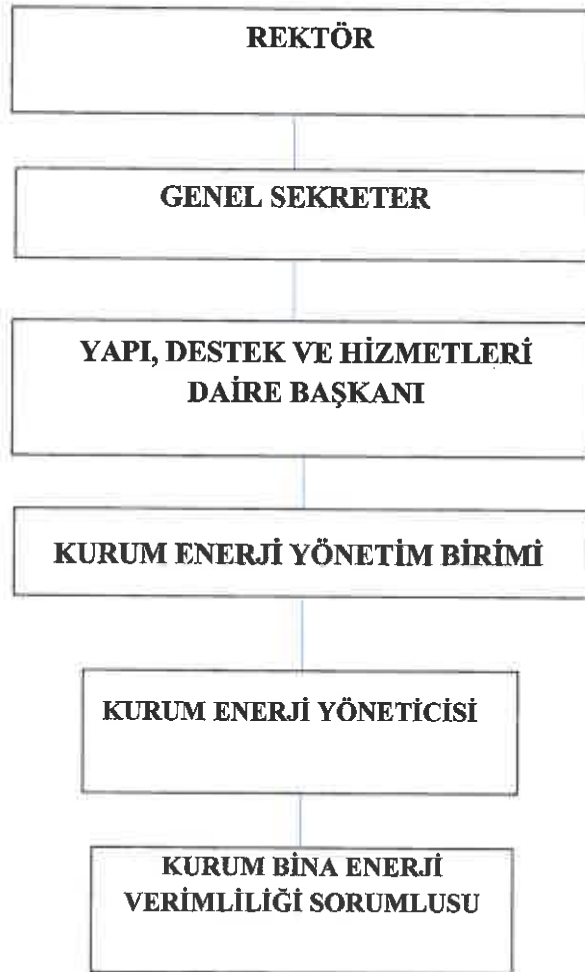 REKTÖR
GENEL SEKRETER
YAPI, DESTEK VE HİZMETLERİ
DAİRE BAŞKANI
KURUM ENERJİ YÖNETİM BİRİMİ
KURUM ENERJİ YÖNETİCİSİ
KURUM BİNA ENERJİ
VERİMLİLİĞİ SORUMLUSU